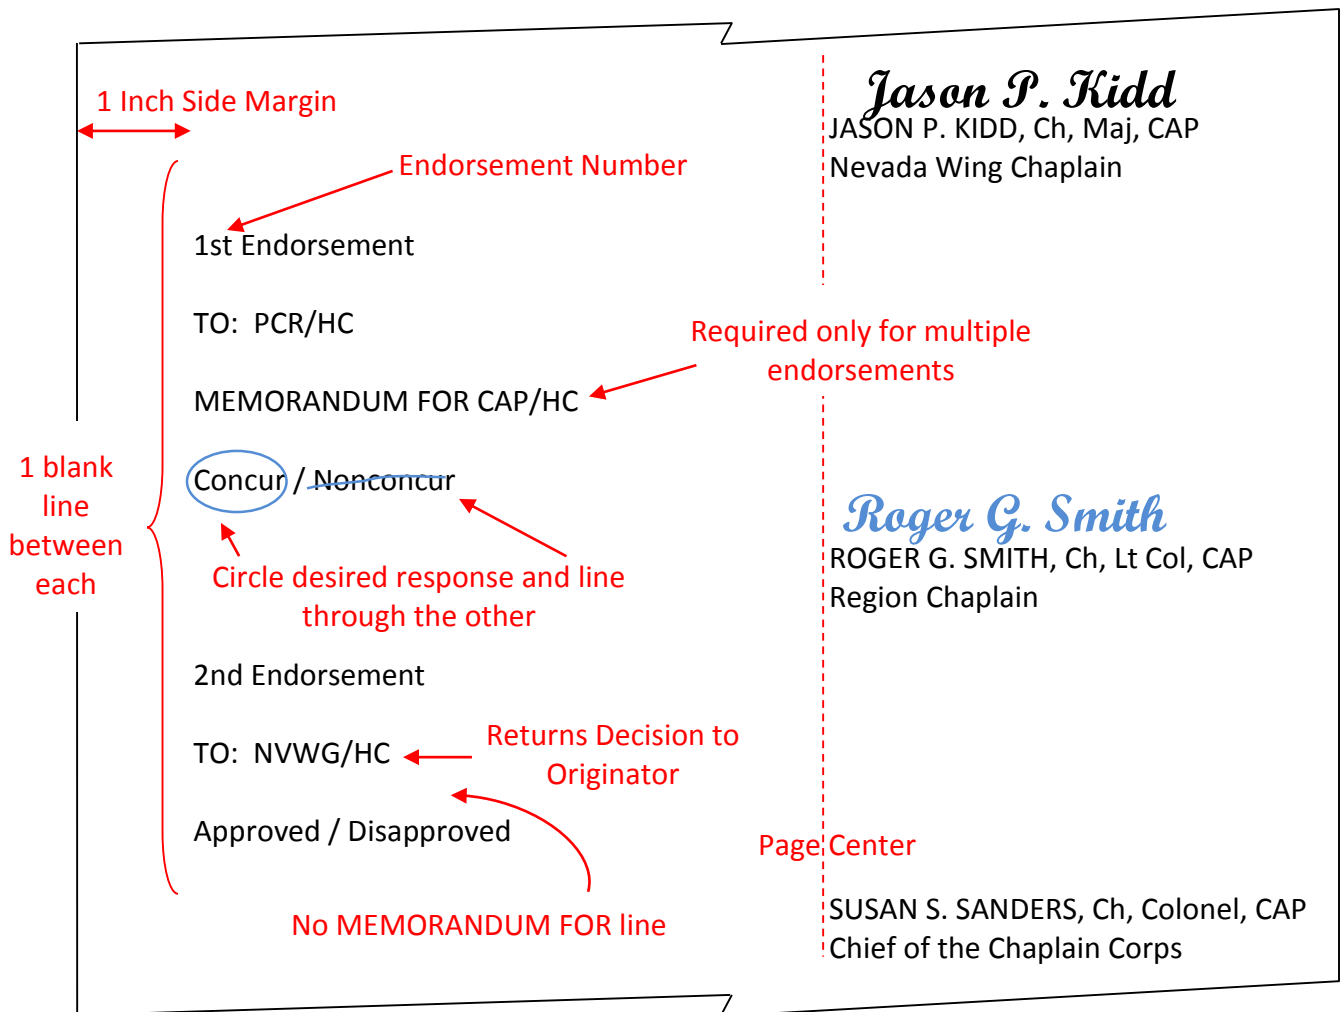 Jason P. Kidd
JASON P. KIDD, Ch, Maj, CAP
Nevada Wing Chaplain
1 Inch Side Margin
Endorsement Number
1st Endorsement
TO:  PCR/HC
Required only for multiple
endorsements
MEMORANDUM FOR CAP/HC
1 blank
line
between
each
Concur / Nonconcur
Roger G. Smith
ROGER G. SMITH, Ch, Lt Col, CAP
Region Chaplain
Circle desired response and line
through the other
2nd Endorsement
TO:  NVWG/HC
Returns Decision to
Originator
Approved / Disapproved
Page Center
No MEMORANDUM FOR line
SUSAN S. SANDERS, Ch, Colonel, CAP
Chief of the Chaplain Corps